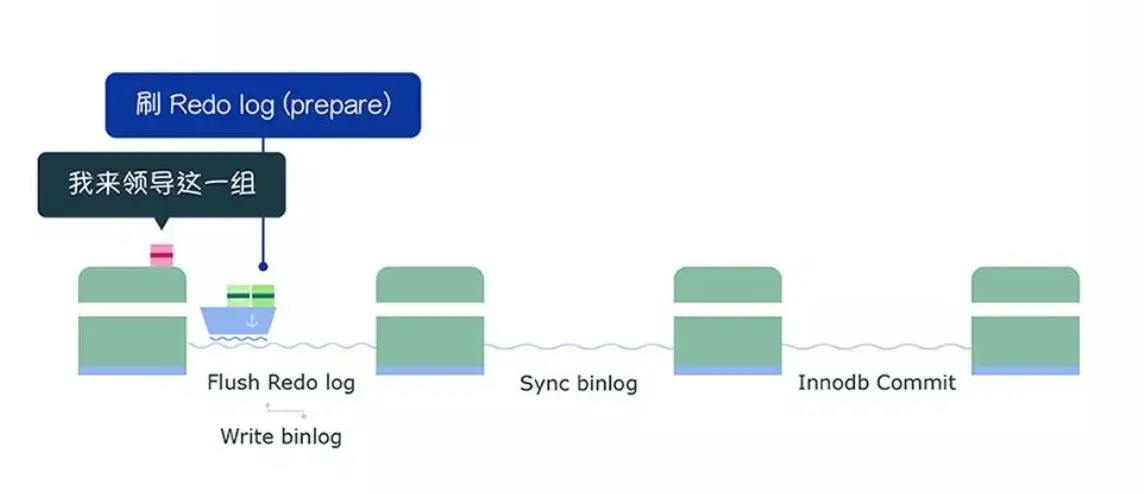 刷 Redo log (prepare)
我来领导这一组
Flush Redo log
Sync binlog
Innodb Commit
Write binlog